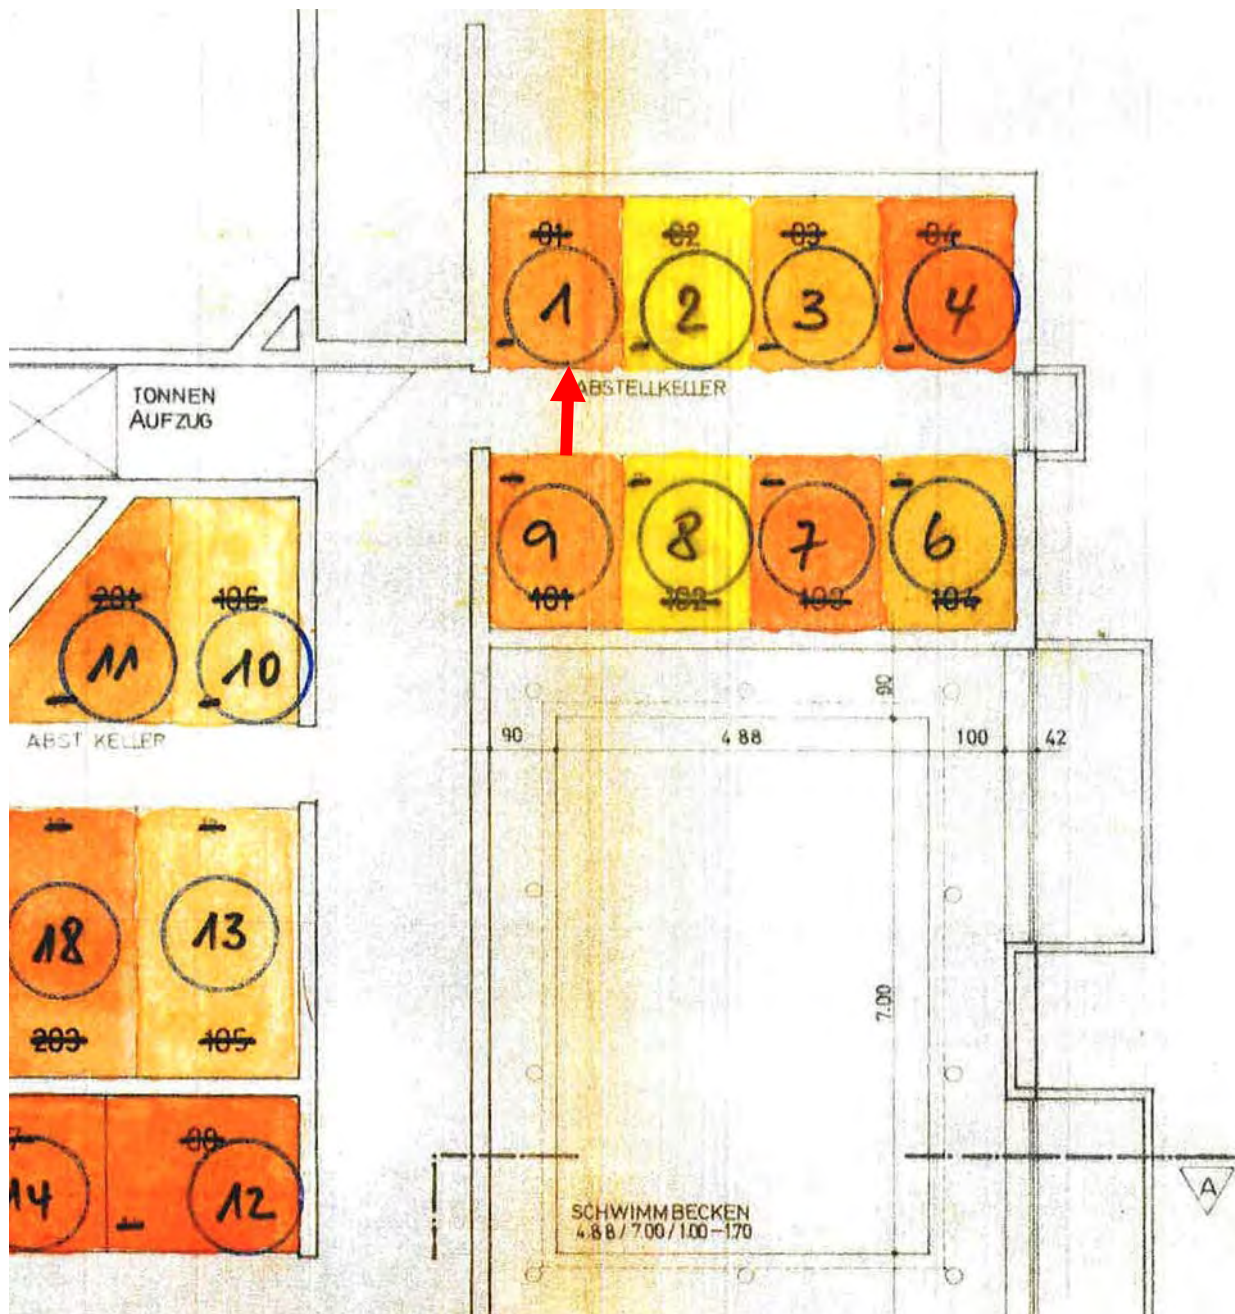 01 02 03 04
1 2 3 4
TONNEN
AUFZUG
ABSTELLKELLER
9 8 7 6
101 102 103 104
201 106
11 10
ABST KELLER
90
90 4 88 100 42
18 13
203 105
7.00
14 12
A
SCHWIMMBECKEN
4.88 / 7.00 / 1.00 – 1.70